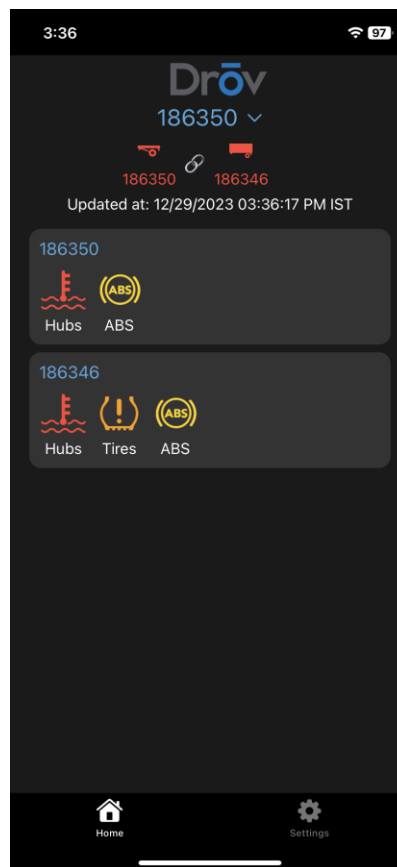 3:36
97
Drōv
186350
186350 186346
Updated at: 12/29/2023 03:36:17 PM IST
186350
ABS
Hubs ABS
186346
ABS
Hubs Tires ABS
Home Settings